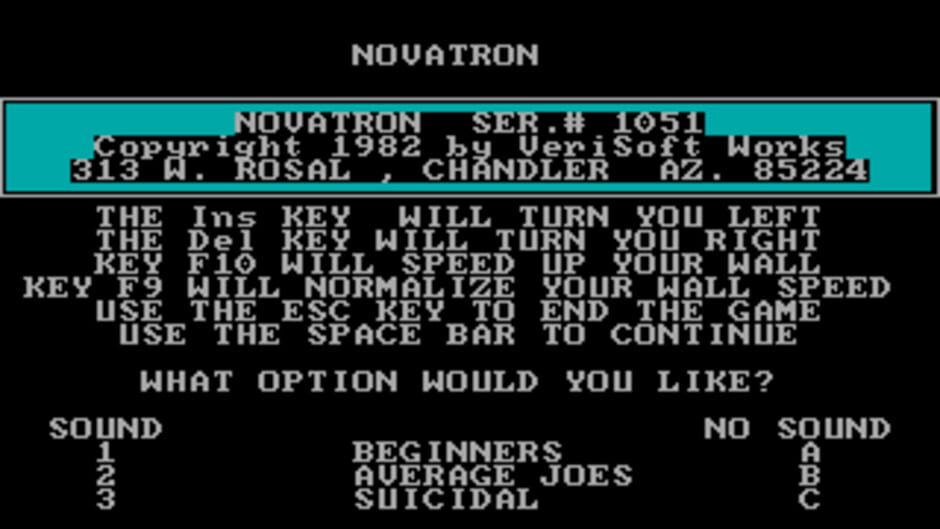 NOVATRON
NOVATRON SER.# 1051
Copyright 1982 by VeriSoft Works
313 W. ROSAL , CHANDLER AZ. 85224
THE Ins KEY WILL TURN YOU LEFT
THE Del KEY WILL TURN YOU RIGHT
KEY F10 WILL SPEED UP YOUR WALL
KEY F9 WILL NORMALIZE YOUR WALL SPEED
USE THE ESC KEY TO END THE GAME
USE THE SPACE BAR TO CONTINUE
WHAT OPTION WOULD YOU LIKE?
SOUND NO SOUND
1 BEGINNERS A
2 AVERAGE JOES B
3 SUICIDAL C